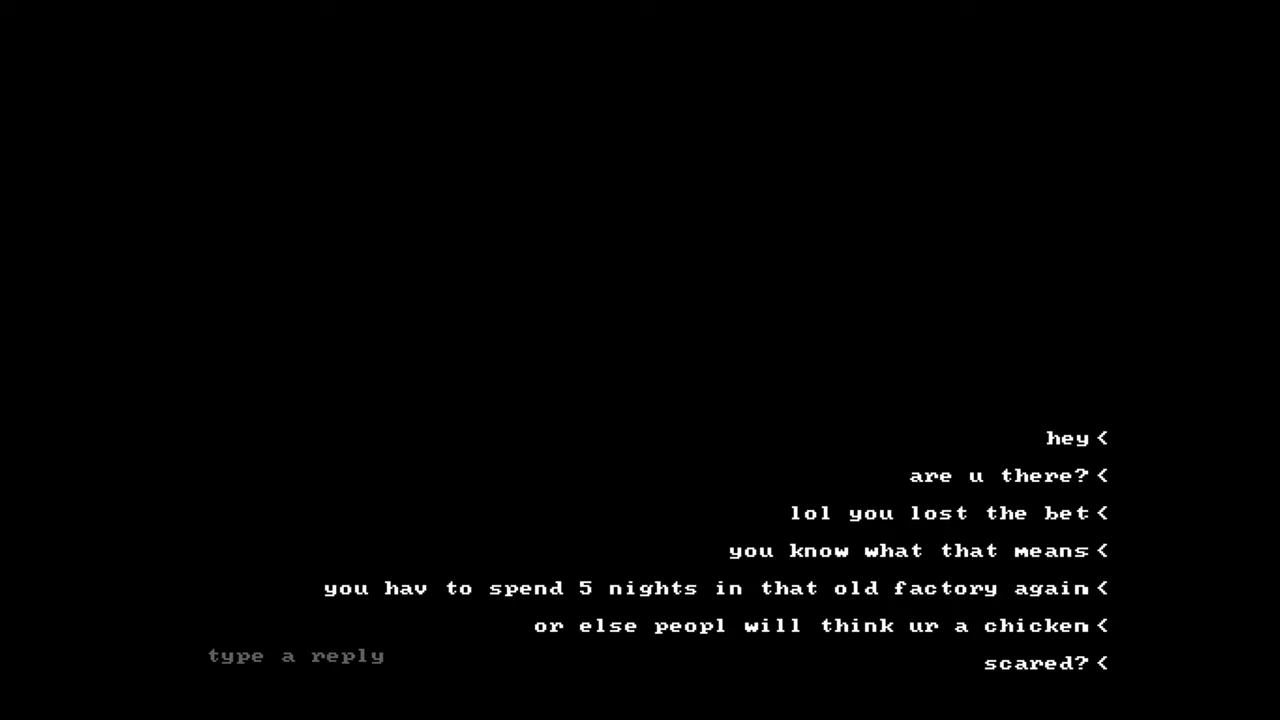 hey <
are u there? <
lol you lost the bet <
you know what that means <
you hav to spend 5 nights in that old factory again <
or else peopl will think ur a chicken <
type a reply
scared? <